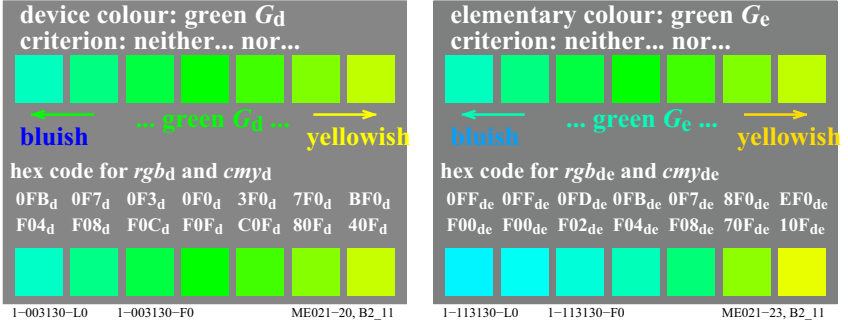 device colour: green Gd
criterion: neither... nor...
... green Gd ...
bluish
yellowish
hex code for rgbd and cmyd
0FBd 0F7d 0F3d 0F0d 3F0d 7F0d BF0d
F04d F08d F0Cd F0Fd C0Fd 80Fd 40Fd
1-003130-L0 1-003130-F0 ME021-20, B2_11
elementary colour: green Ge
criterion: neither... nor...
... green Ge ...
bluish
yellowish
hex code for rgbde and cmyde
0FFde 0FFde 0FDde 0FBde 0F7de 8F0de EF0de
F00de F00de F02de F04de F08de 70Fde 10Fde
1-113130-L0 1-113130-F0 ME021-23, B2_11